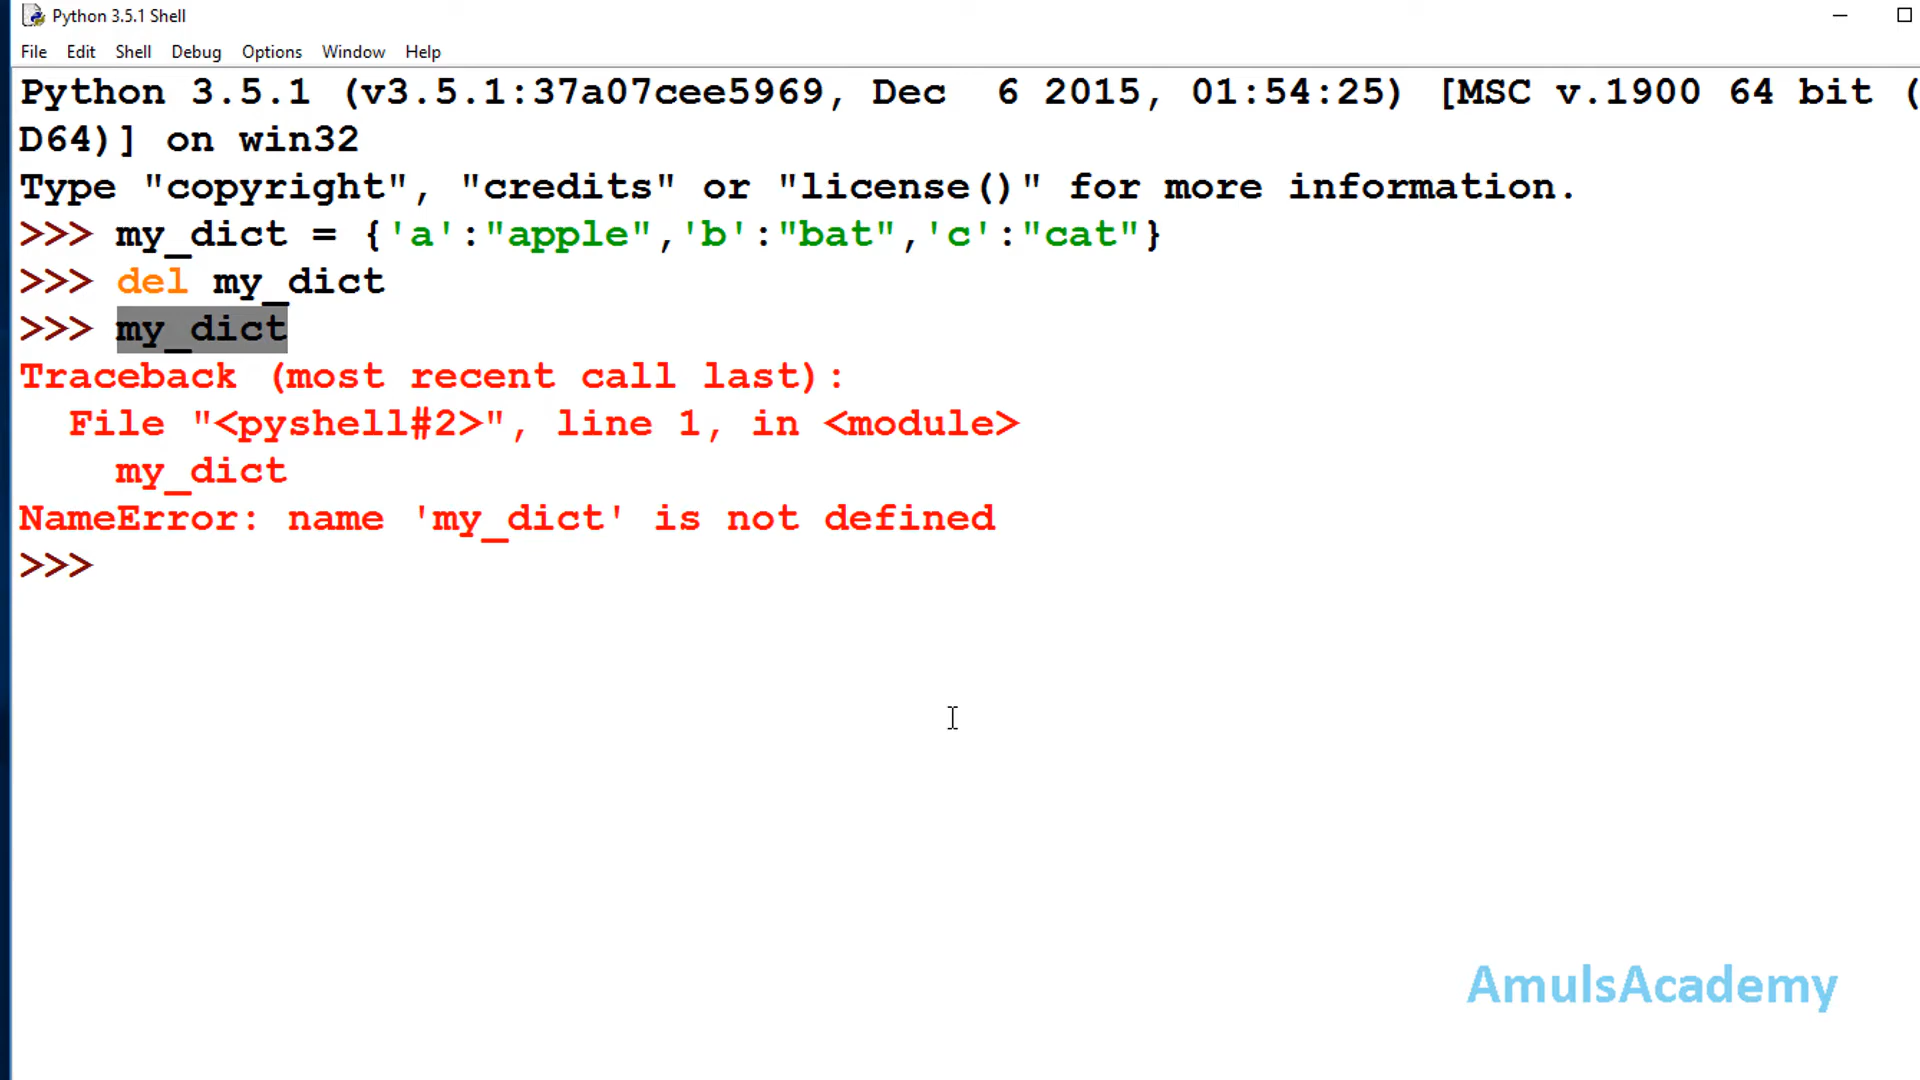 Python 3.5.1 Shell
File Edit Shell Debug Options Window Help
Python 3.5.1 (v3.5.1:37a07cee5969, Dec  6 2015, 01:54:25) [MSC v.1900 64 bit (
D64)] on win32
Type "copyright", "credits" or "license()" for more information.
>>> my_dict = {'a':"apple",'b':"bat",'c':"cat"}
>>> del my_dict
>>> my_dict
Traceback (most recent call last):
  File "<pyshell#2>", line 1, in <module>
    my_dict
NameError: name 'my_dict' is not defined
>>>
AmulsAcademy